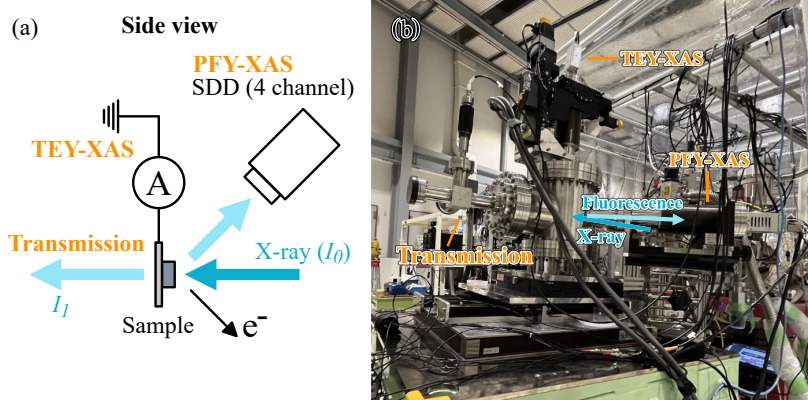 (a)
Side view
PFY-XAS
SDD (4 channel)
TEY-XAS
A
Transmission
X-ray (I0)
I1
Sample
e-
(b)
TEY-XAS
PFY-XAS
Fluorescence
X-ray
Transmission